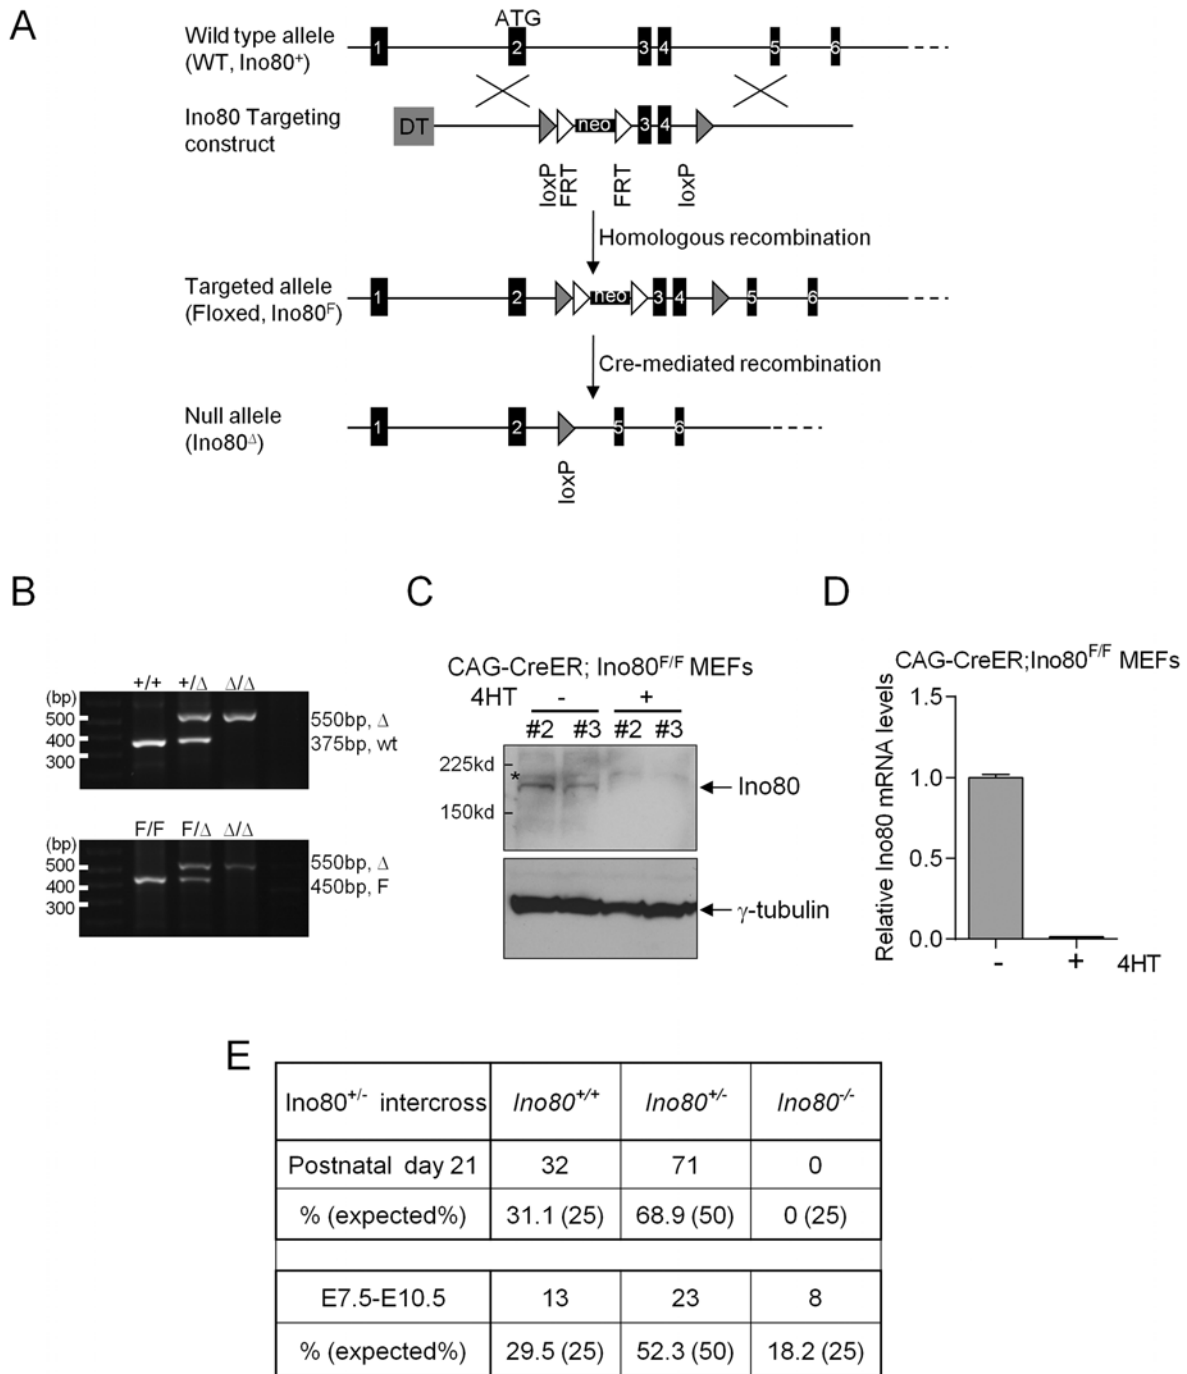 A
ATG
Wild type allele
(WT, Ino80+)
1 2 3 4 5 6
Ino80 Targeting
construct
DT neo 3 4
loxP FRT FRT loxP
Homologous recombination
Targeted allele
(Floxed, Ino80F)
1 2 neo 3 4 5 6
Cre-mediated recombination
Null allele
(Ino80Δ)
1 2 5 6
loxP
B
+/+ +/Δ Δ/Δ
(bp)
500
400
300
550bp, Δ
375bp, wt
F/F F/Δ Δ/Δ
(bp)
500
400
300
550bp, Δ
450bp, F
C
CAG-CreER; Ino80F/F MEFs
4HT - +
#2 #3 #2 #3
225kd
*
150kd
Ino80
γ-tubulin
D
CAG-CreER;Ino80F/F MEFs
Relative Ino80 mRNA levels
1.5
1.0
0.5
0.0
- + 4HT
E
Ino80+/- intercross Ino80+/+ Ino80+/- Ino80-/-
Postnatal day 21 32 71 0
% (expected%) 31.1 (25) 68.9 (50) 0 (25)
E7.5-E10.5 13 23 8
% (expected%) 29.5 (25) 52.3 (50) 18.2 (25)